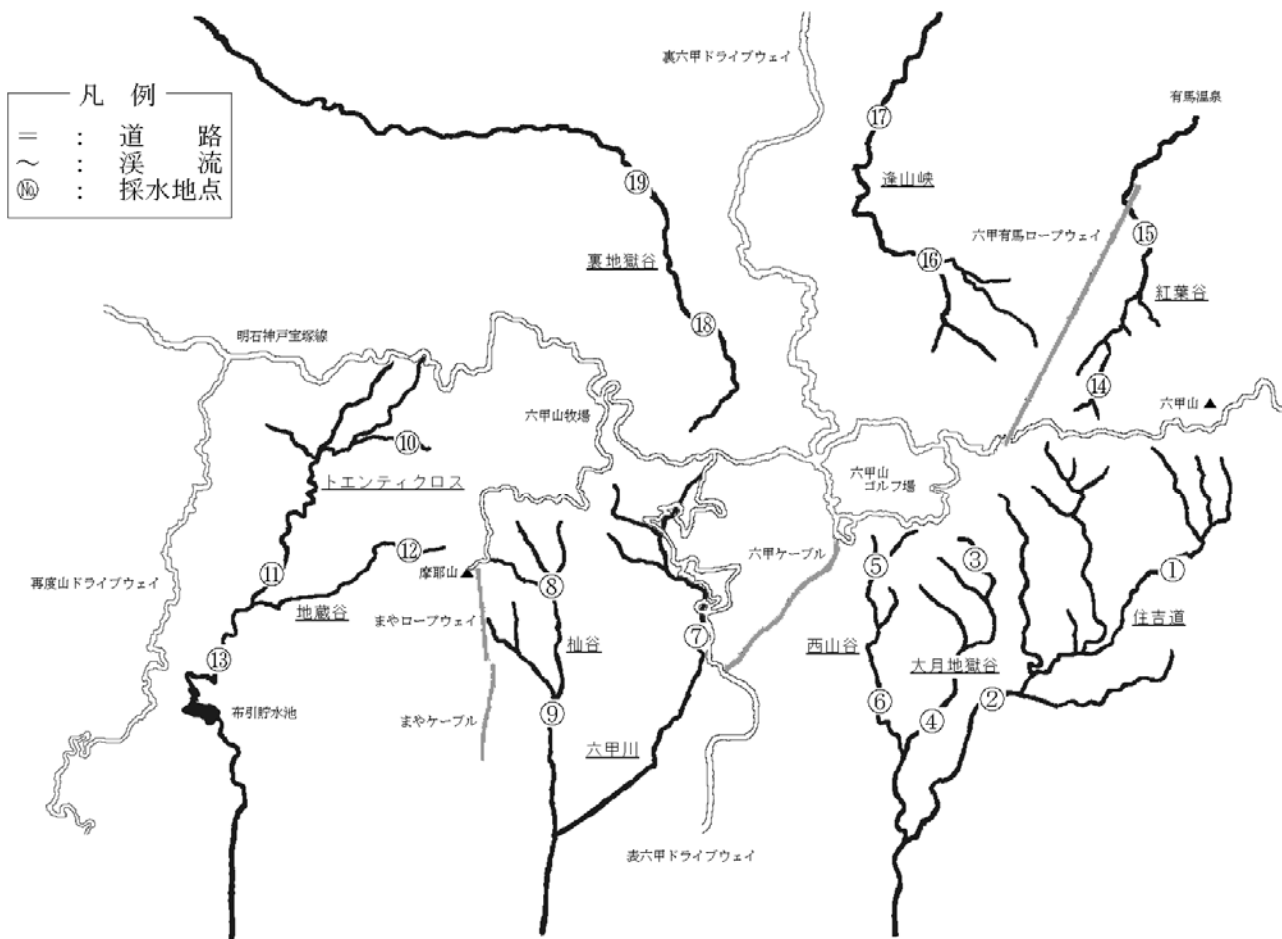 凡 例
= : 道 路
~ : 渓 流
№ : 採水地点
裏六甲ドライブウェイ
有馬温泉
⑰
逢山峡
⑲
六甲有馬ロープウェイ
⑮
裏地獄谷
⑯
紅葉谷
⑱
明石神戸宝塚線
⑭
六甲山牧場
六甲山▲
⑩
トエンティクロス
六甲山
ゴルフ場
⑫
摩耶山▲
六甲ケーブル
⑤
③
①
再度山ドライブウェイ
⑪
地蔵谷
⑧
まやロープウェイ
杣谷
⑦
西山谷
住吉道
⑬
大月地獄谷
布引貯水池
まやケーブル
⑨
六甲川
⑥
④
②
表六甲ドライブウェイ